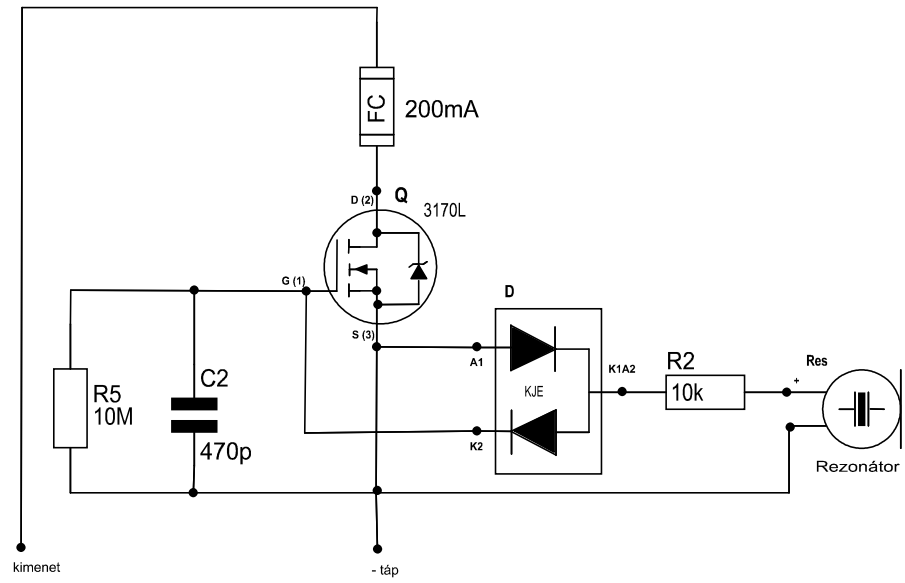 FC
200mA
D (2)
Q
3170L
G (1)
S (3)
D
A1
KJE
K1A2
K2
R2
10k
Res
+
Rezonátor
R5
10M
C2
470p
kimenet
- táp